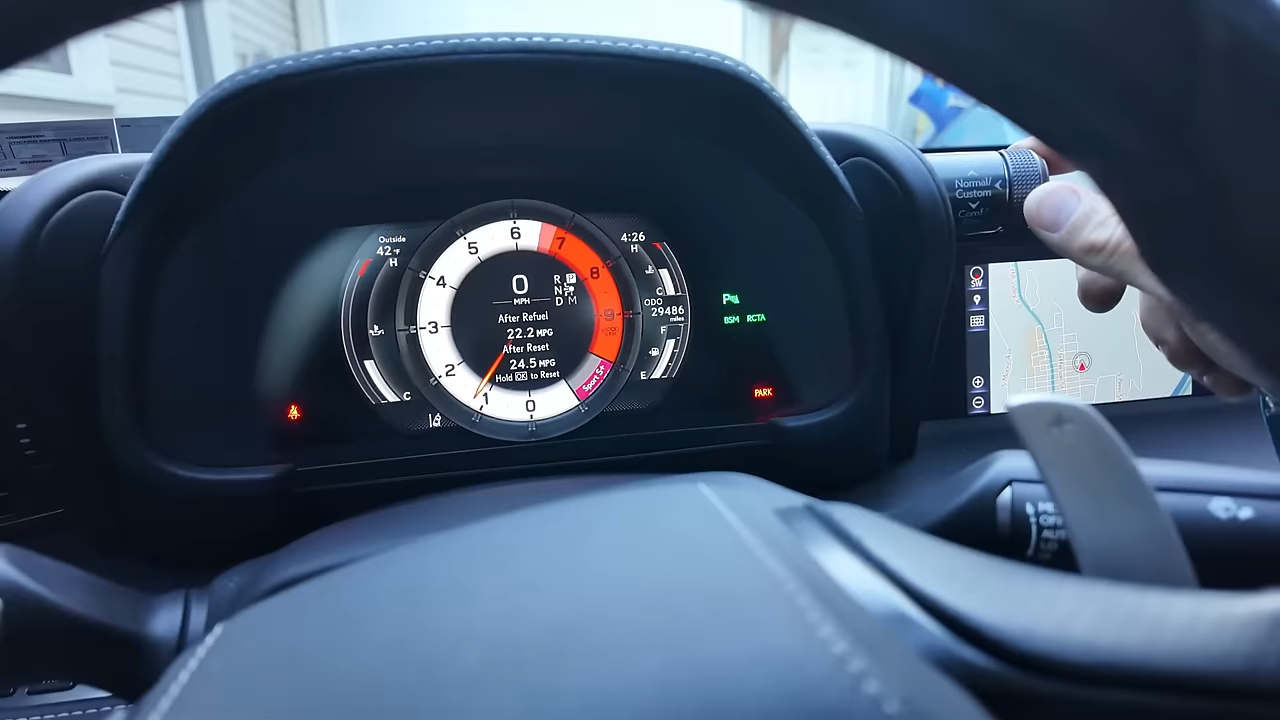 Outside
42 °F
H
C
0
1
2
3
4
5
6
7
8
9
Sport S+
0
MPH
R
N
D
P
M
After Refuel
22.2 MPG
After Reset
24.5 MPG
Hold OK to Reset
4:26
H
C
ODO
29486
miles
F
E
P
BSM RCTA
PARK
Normal/
Custom
Comf
SW
OFF
+